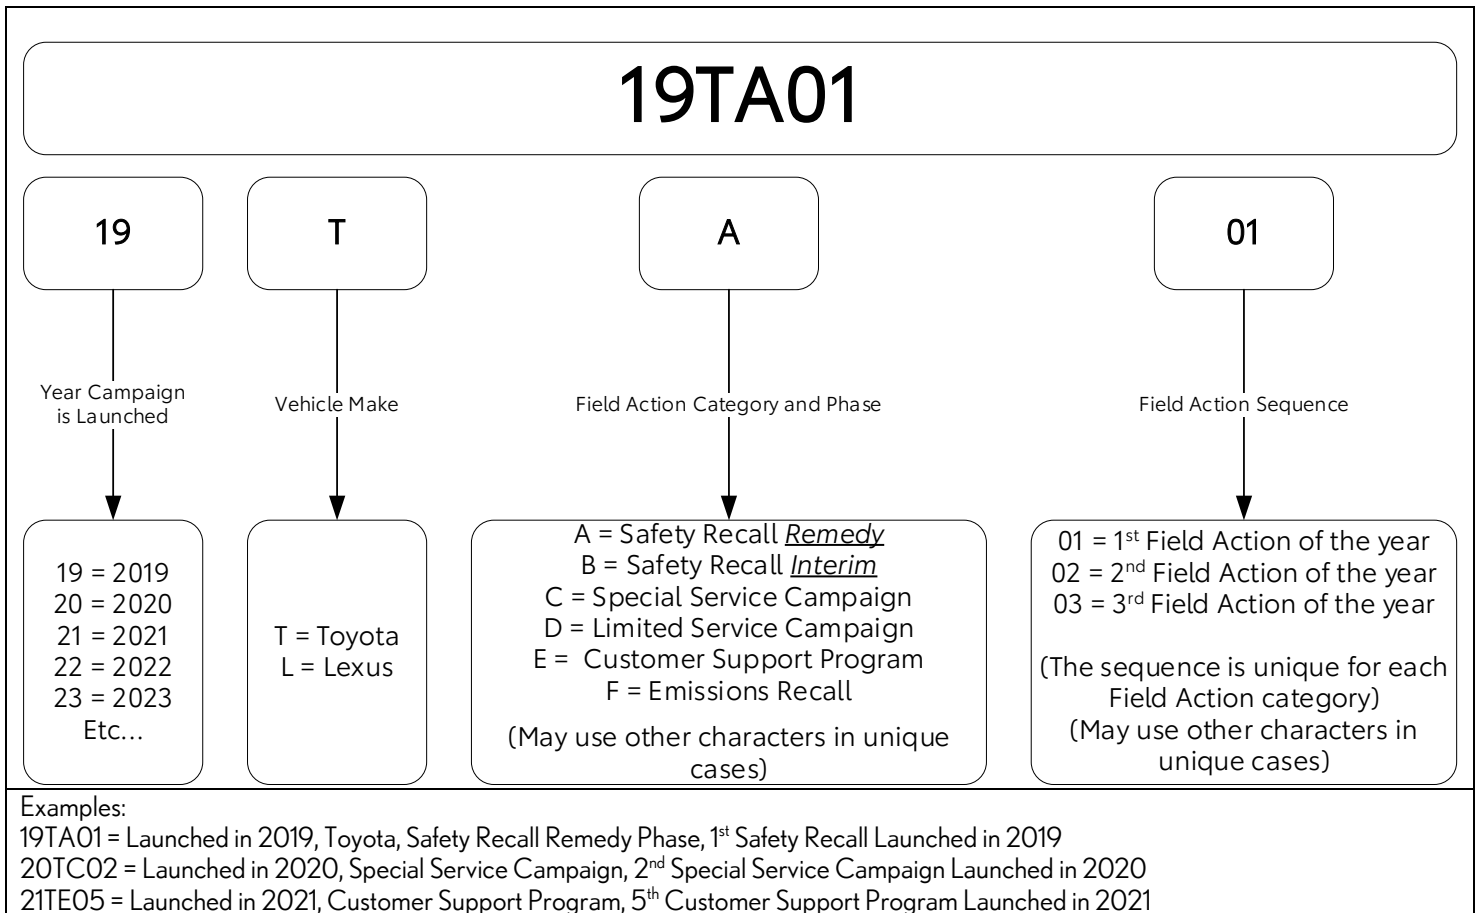 19TA01
19
T
A
01
Year Campaign
is Launched
Vehicle Make
Field Action Category and Phase
Field Action Sequence
19 = 2019
20 = 2020
21 = 2021
22 = 2022
23 = 2023
Etc...
T = Toyota
L = Lexus
A = Safety Recall Remedy
B = Safety Recall Interim
C = Special Service Campaign
D = Limited Service Campaign
E =  Customer Support Program
F = Emissions Recall
(May use other characters in unique
cases)
01 = 1st Field Action of the year
02 = 2nd Field Action of the year
03 = 3rd Field Action of the year
(The sequence is unique for each
Field Action category)
(May use other characters in
unique cases)
Examples:
19TA01 = Launched in 2019, Toyota, Safety Recall Remedy Phase, 1st Safety Recall Launched in 2019
20TC02 = Launched in 2020, Special Service Campaign, 2nd Special Service Campaign Launched in 2020
21TE05 = Launched in 2021, Customer Support Program, 5th Customer Support Program Launched in 2021